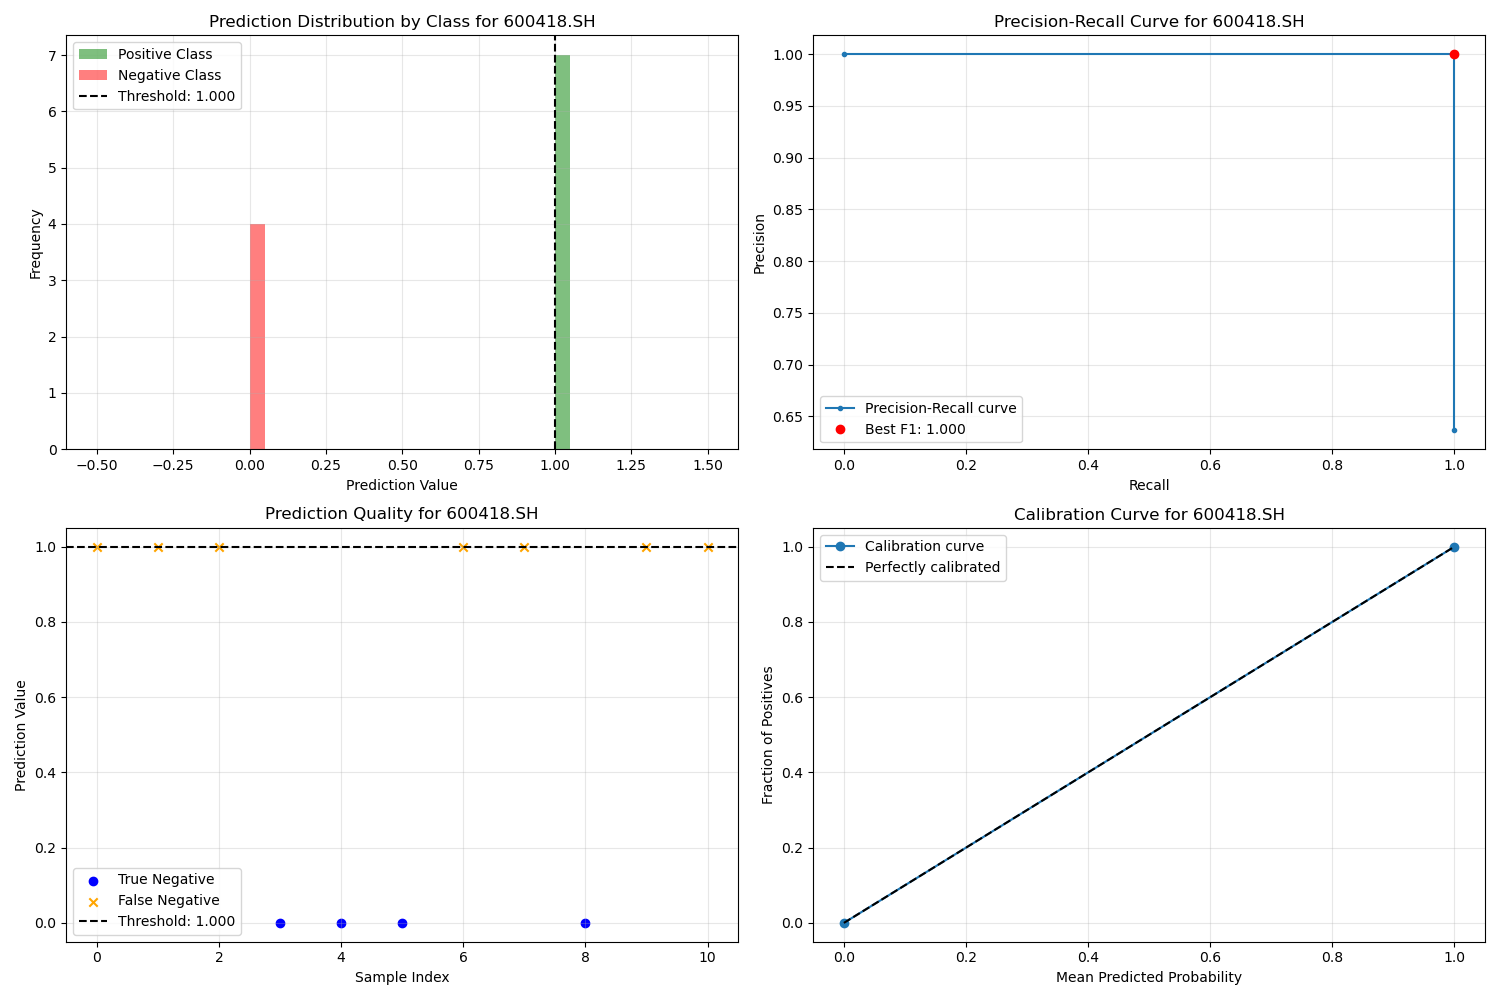 Prediction Distribution by Class for 600418.SH
Positive Class
Negative Class
Threshold: 1.000
Frequency
7
6
5
4
3
2
1
0
−0.50 −0.25 0.00 0.25 0.50 0.75 1.00 1.25 1.50
Prediction Value
Precision-Recall Curve for 600418.SH
Precision
1.00
0.95
0.90
0.85
0.80
0.75
0.70
0.65
Precision-Recall curve
Best F1: 1.000
0.0 0.2 0.4 0.6 0.8 1.0
Recall
Prediction Quality for 600418.SH
Prediction Value
1.0
0.8
0.6
0.4
0.2
0.0
True Negative
False Negative
Threshold: 1.000
0 2 4 6 8 10
Sample Index
Calibration Curve for 600418.SH
Calibration curve
Perfectly calibrated
Fraction of Positives
1.0
0.8
0.6
0.4
0.2
0.0
0.0 0.2 0.4 0.6 0.8 1.0
Mean Predicted Probability